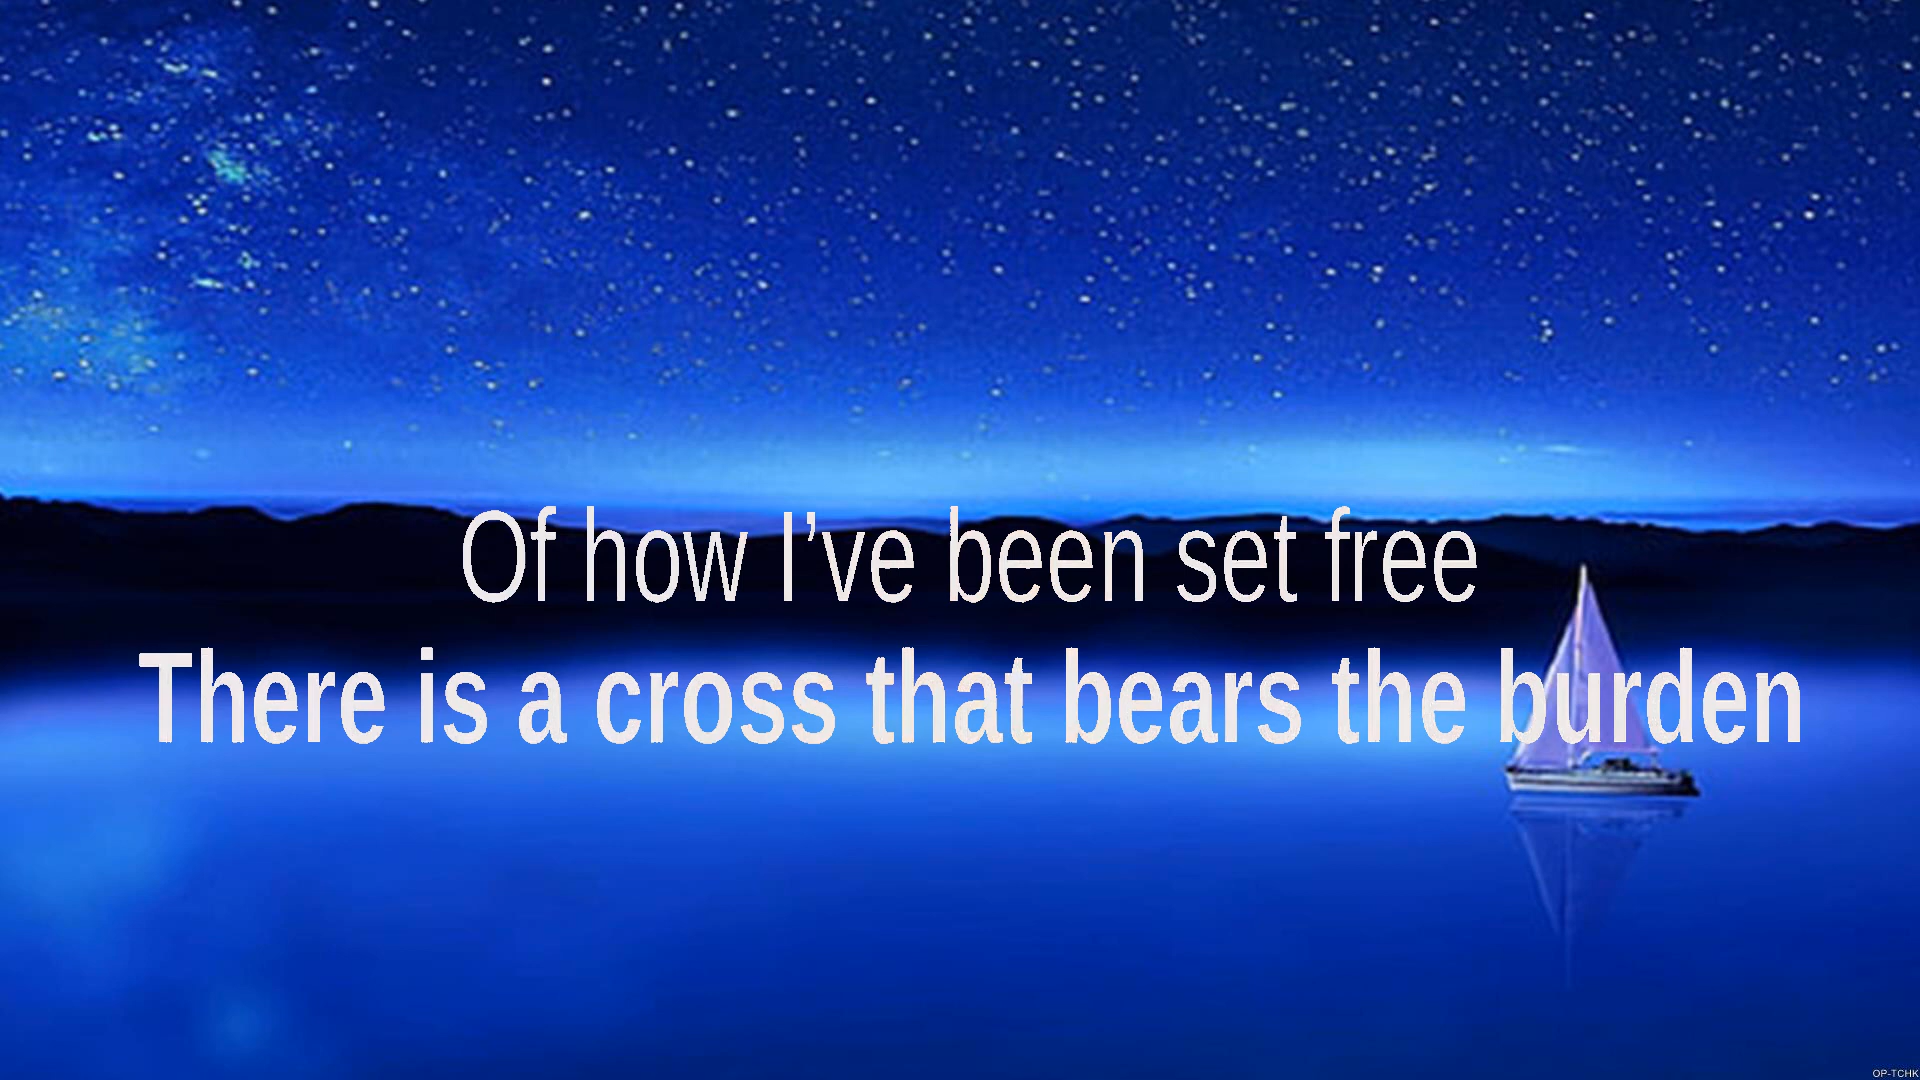 Of how I’ve been set free
There is a cross that bears the burden
OP-TCHK